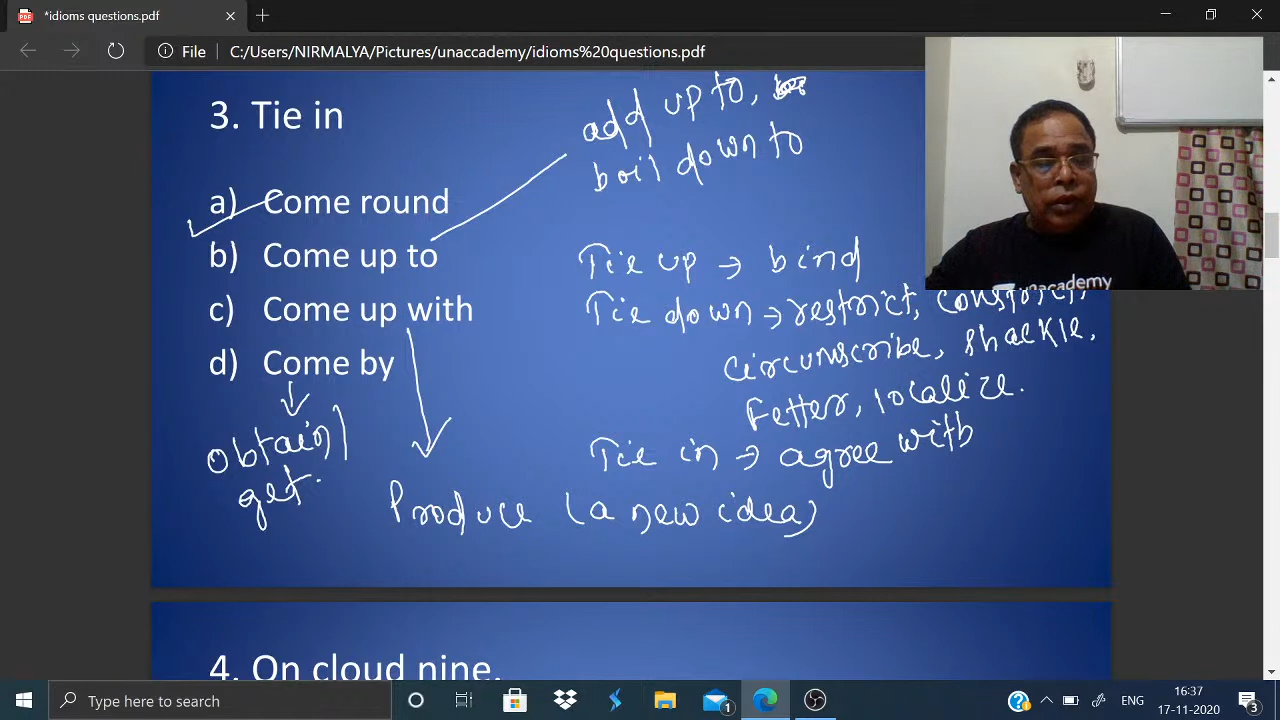 *idioms questions.pdf
File C:/Users/NIRMALYA/Pictures/unaccademy/idioms%20questions.pdf
3. Tie in
add up to,
boil down to
a) Come round
b) Come up to
c) Come up with
d) Come by
Tie up → bind
Tie down → restrict, constrict,
circumscribe, shackle,
Fetter, localize.
Tie in → agree with
obtain/
get.
Produce (a new idea)
unacademy
4. On cloud nine.
Type here to search
1
ENG
16:37
17-11-2020
3